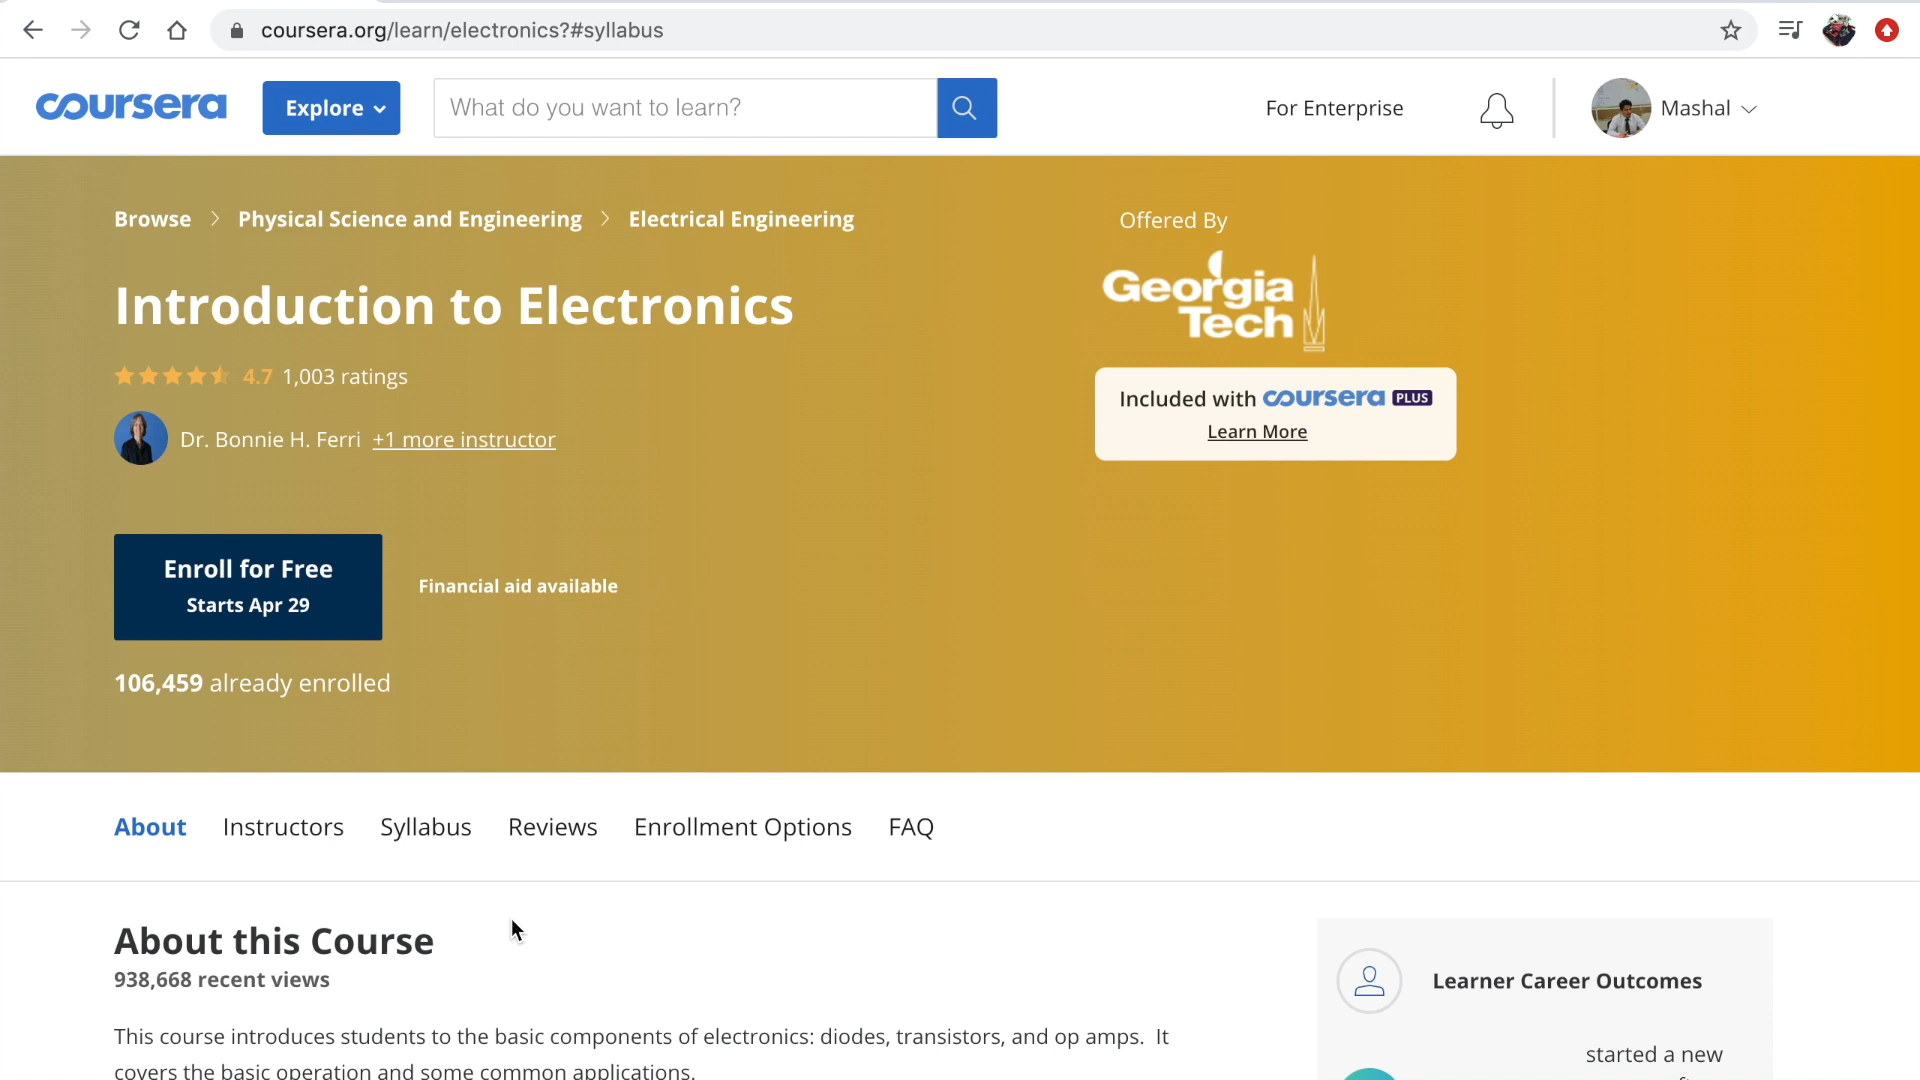 coursera.org/learn/electronics?#syllabus
coursera
Explore
What do you want to learn?
For Enterprise
Mashal
Browse > Physical Science and Engineering > Electrical Engineering
Offered By
Introduction to Electronics
Georgia
Tech
4.7 1,003 ratings
Included with coursera PLUS
Learn More
Dr. Bonnie H. Ferri +1 more instructor
Enroll for Free
Starts Apr 29
Financial aid available
106,459 already enrolled
About Instructors Syllabus Reviews Enrollment Options FAQ
About this Course
938,668 recent views
Learner Career Outcomes
This course introduces students to the basic components of electronics: diodes, transistors, and op amps. It
covers the basic operation and some common applications.
started a new